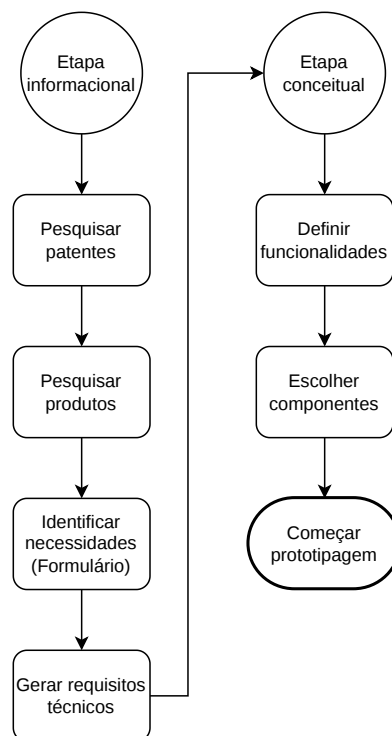 Etapa
informacional
Pesquisar
patentes
Pesquisar
produtos
Identificar
necessidades
(Formulário)
Gerar requisitos
técnicos
Etapa
conceitual
Definir
funcionalidades
Escolher
componentes
Começar
prototipagem